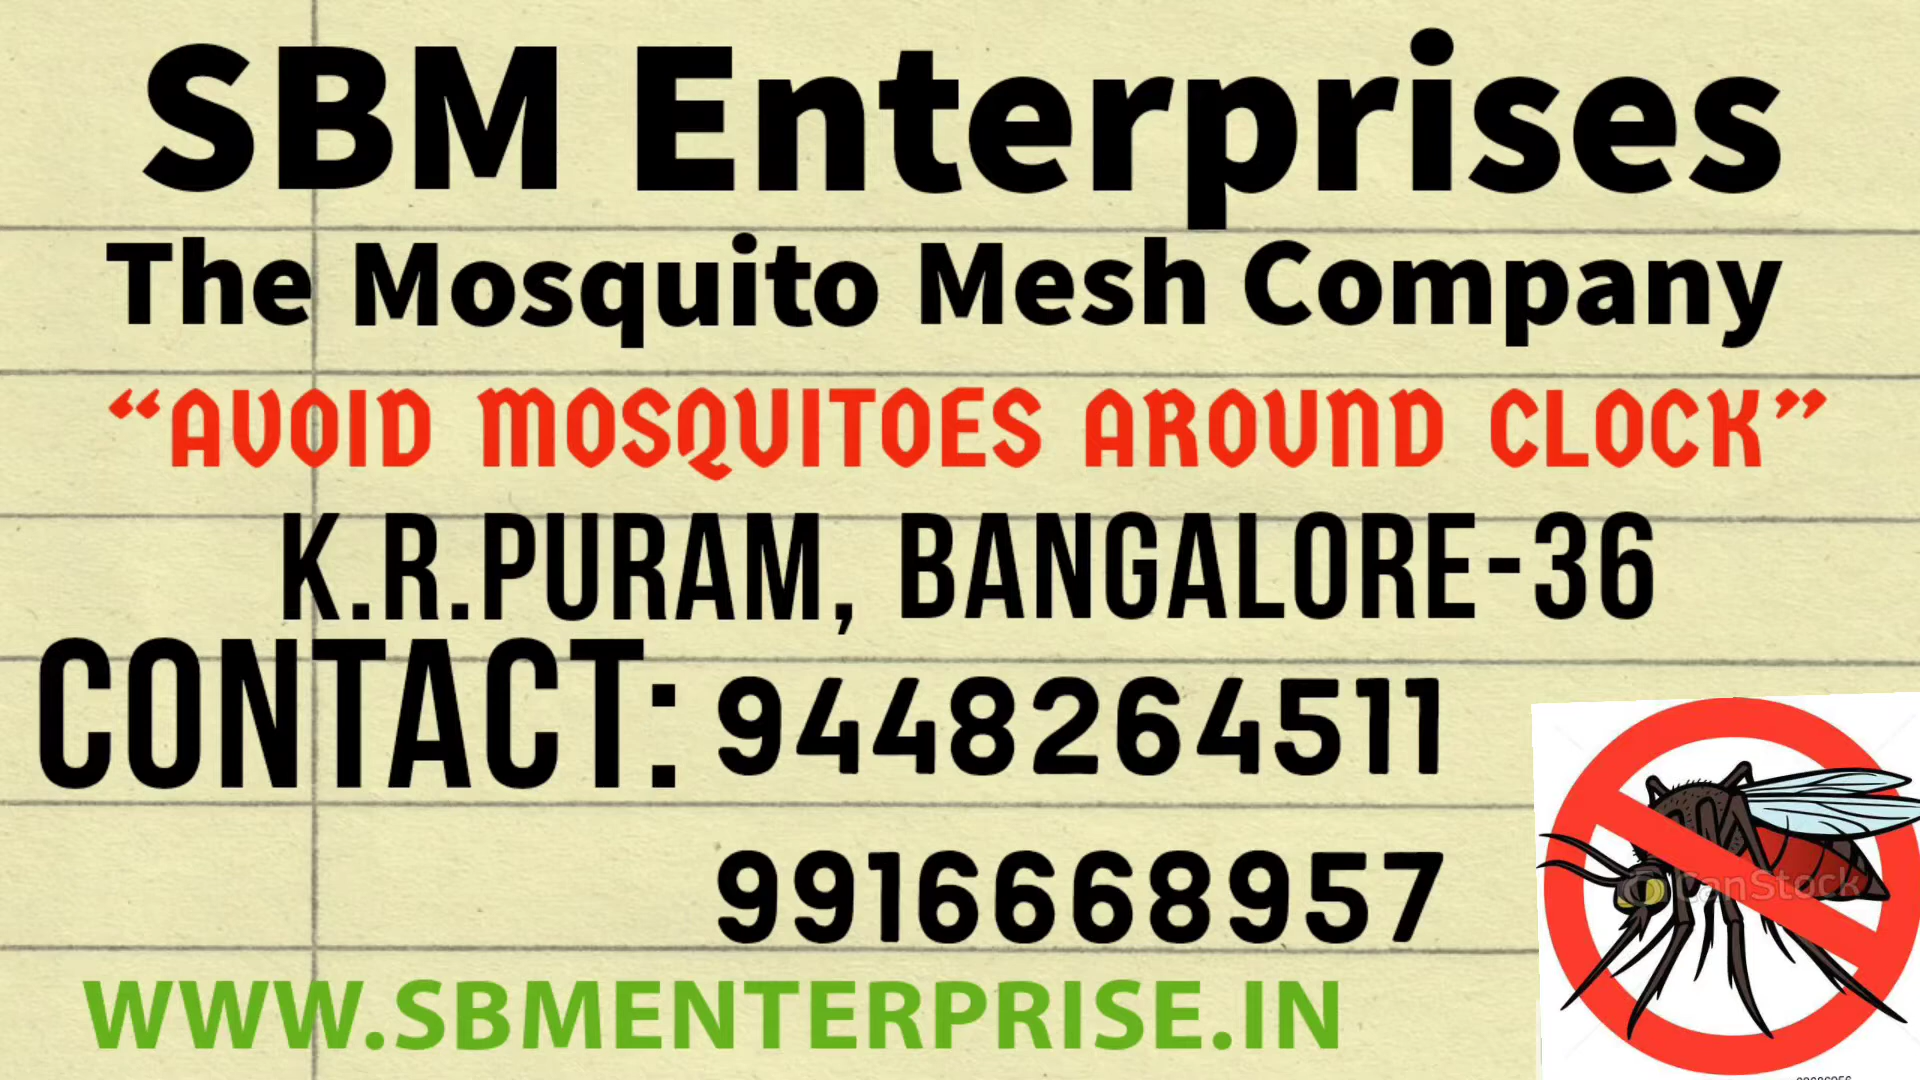 SBM Enterprises
The Mosquito Mesh Company
“AVOID MOSQUITOES AROUND CLOCK”
K.R.PURAM, BANGALORE-36
CONTACT: 9448264511
9916668957
CanStock
WWW.SBMENTERPRISE.IN